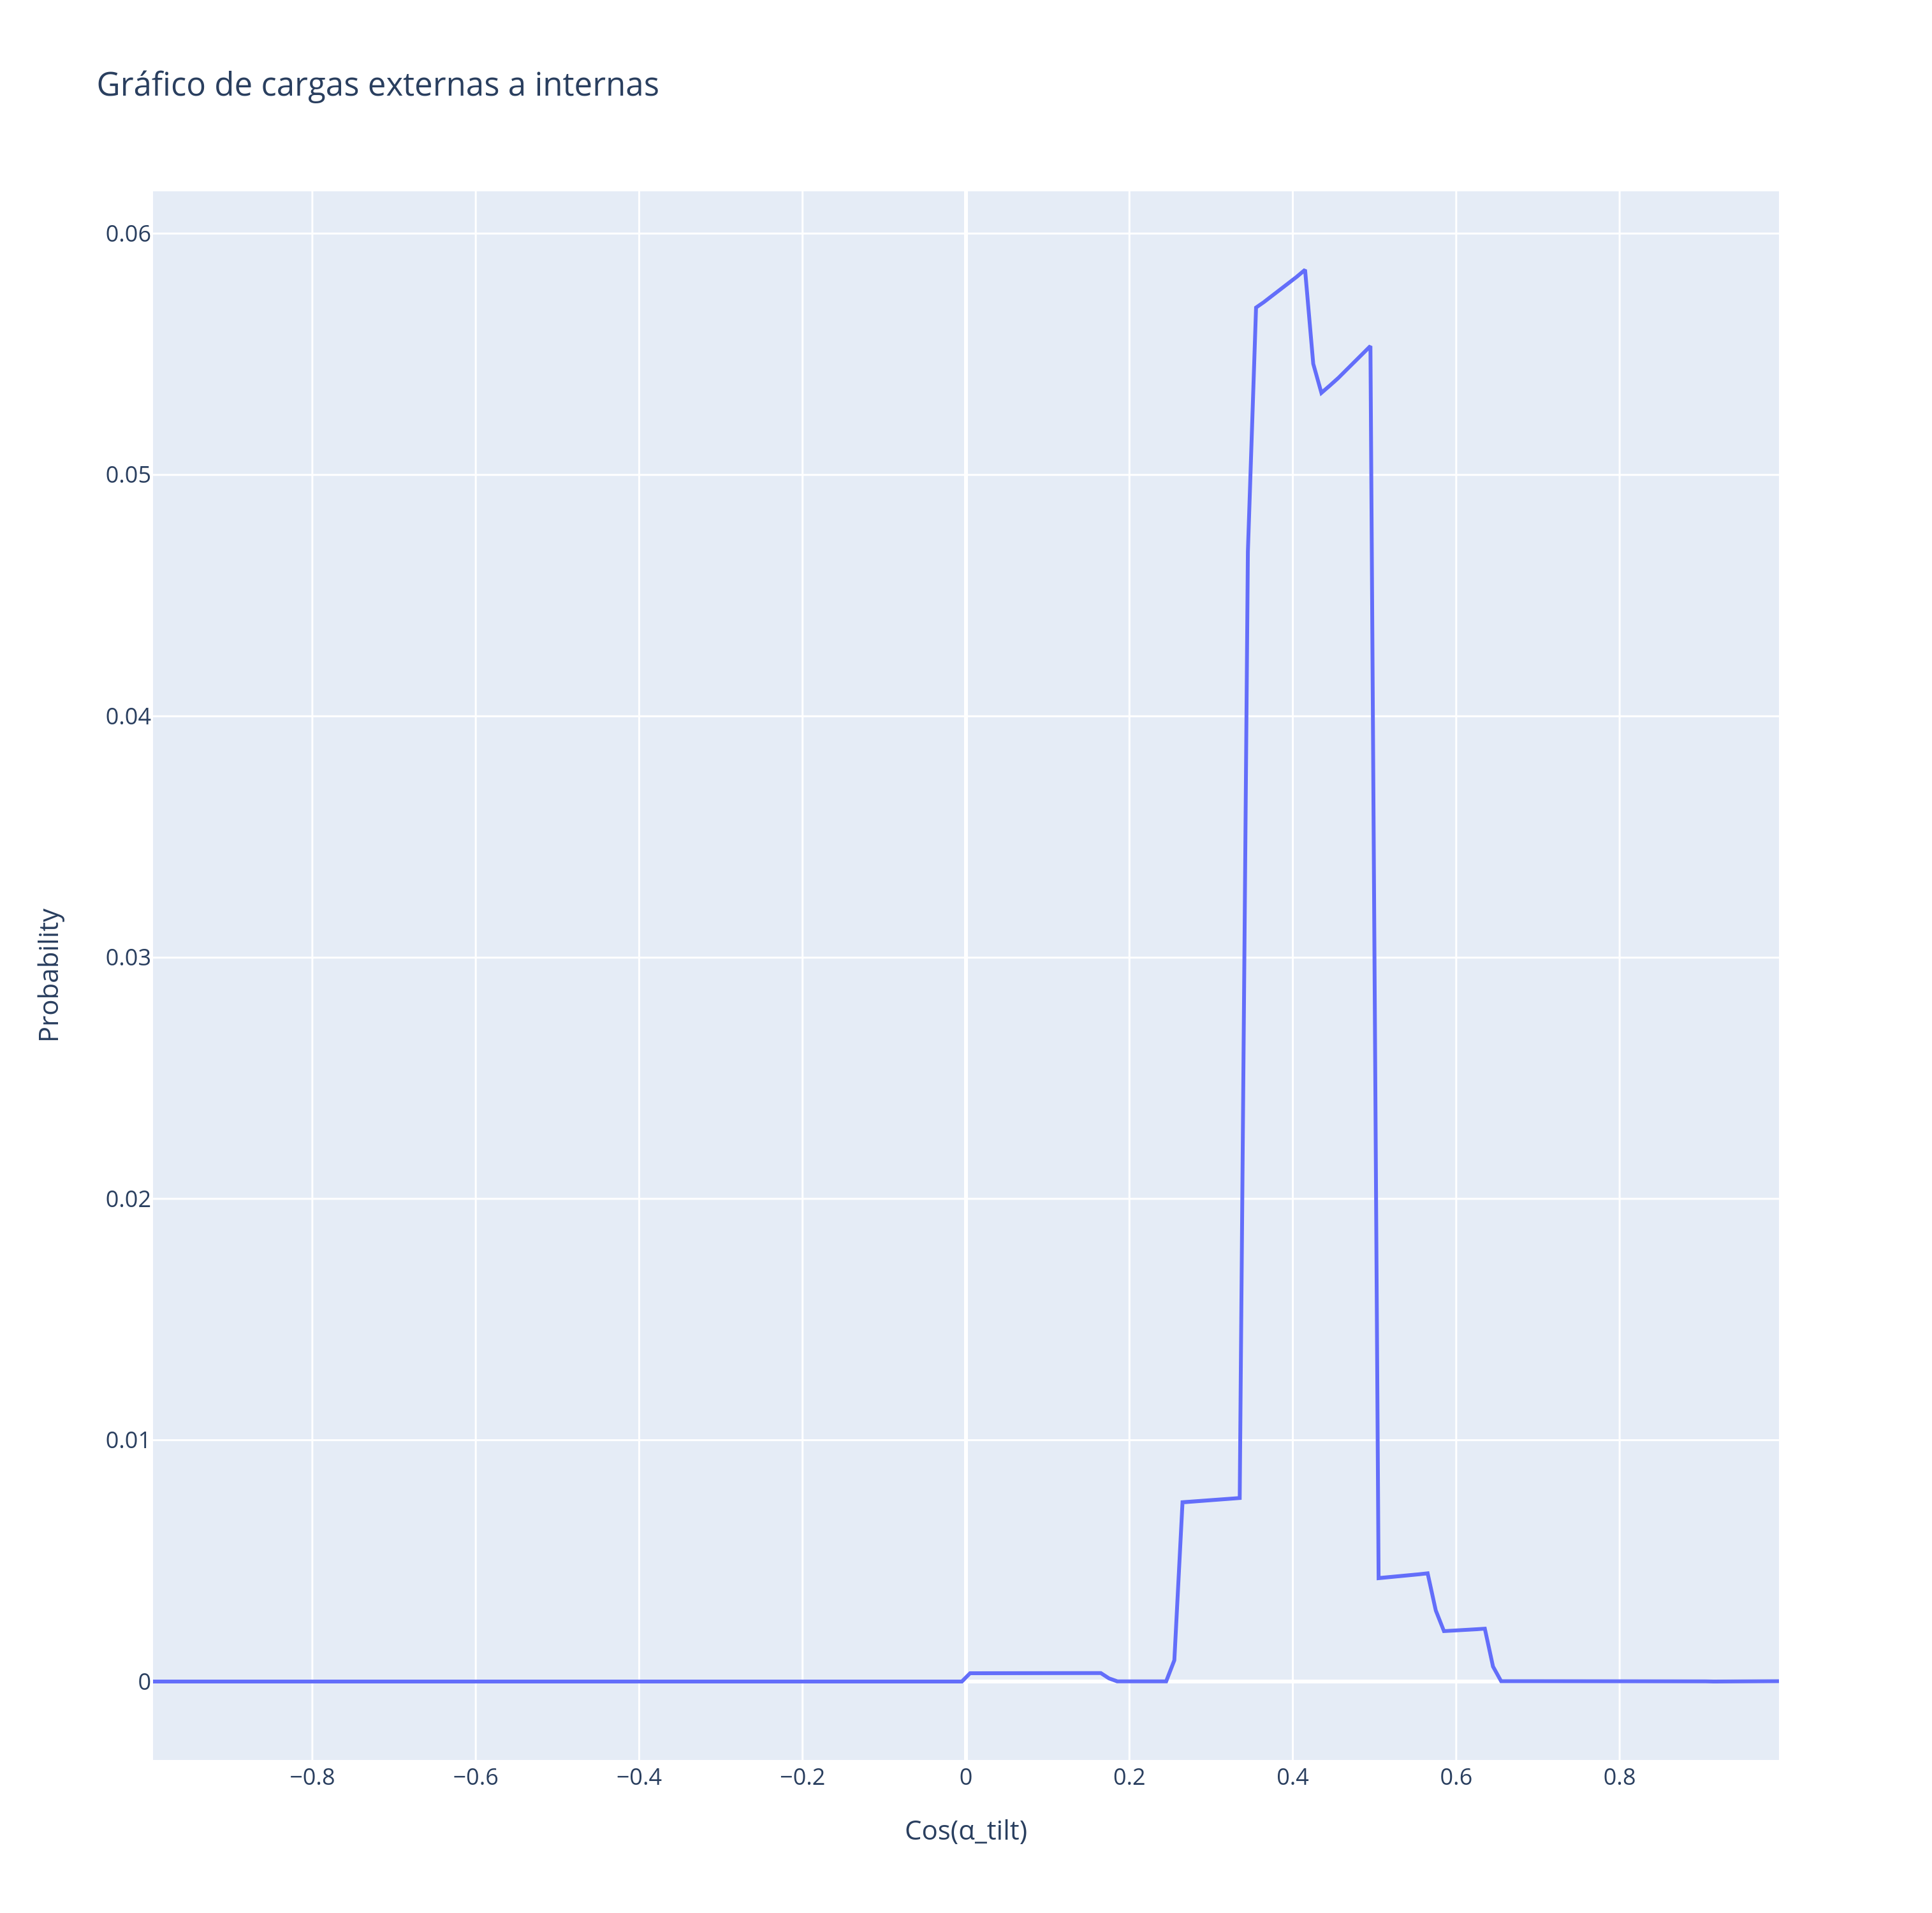 Gráfico de cargas externas a internas
0.06
0.05
0.04
0.03
0.02
0.01
0
Probability
−0.8 −0.6 −0.4 −0.2 0 0.2 0.4 0.6 0.8
Cos(α_tilt)